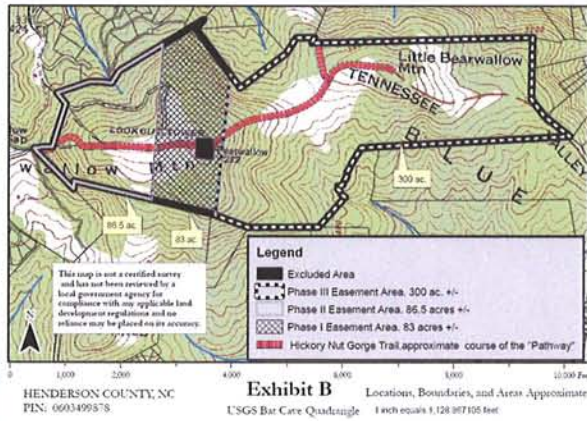 Little Bearwallow
Mtn
TENNESSEE
LOOKOUT TOWER
Bearwallow
wallow Mtn
BLUE
86.5 ac.
83 ac.
300 ac.
This map is not a certified survey
and has not been reviewed by a
local government agency for
compliance with any applicable land
development regulations and no
reliance may be placed on its accuracy.
N
Legend
Excluded Area
Phase III Easement Area. 300 ac. +/-
Phase II Easement Area. 86.5 acres +/-
Phase I Easement Area. 83 acres +/-
Hickory Nut Gorge Trail,approximate course of the "Pathway"
0 1,000 2,000 4,000 6,000 8,000 10,000 Feet
HENDERSON COUNTY, NC
PIN: 0603499878
Exhibit B
USGS Bat Cave Quadrangle
Locations, Boundaries, and Areas Approximate
1 inch equals 1,128.967105 feet